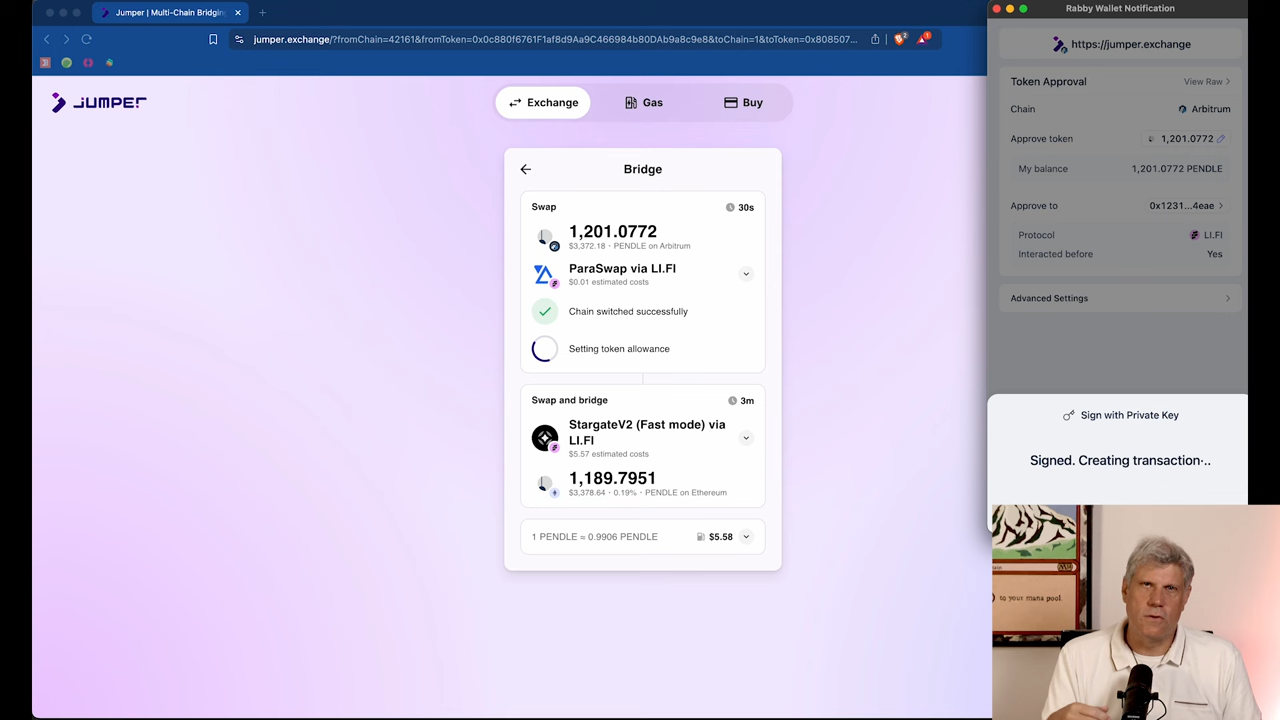 Jumper | Multi-Chain Bridging
jumper.exchange/?fromChain=42161&fromToken=0x0c880f6761F1af8d9Aa9C466984b80DAb9a8c9e8&toChain=1&toToken=0x808507...
2
1
JUMPER
Exchange
Gas
Buy
Bridge
Swap
30s
1,201.0772
$3,372.18 · PENDLE on Arbitrum
ParaSwap via LI.FI
$0.01 estimated costs
Chain switched successfully
Setting token allowance
Swap and bridge
3m
StargateV2 (Fast mode) via
LI.FI
$5.57 estimated costs
1,189.7951
$3,378.64 · 0.19% · PENDLE on Ethereum
1 PENDLE ≈ 0.9906 PENDLE
$5.58
Rabby Wallet Notification
https://jumper.exchange
Token Approval
View Raw
Chain
Arbitrum
Approve token
1,201.0772
My balance
1,201.0772 PENDLE
Approve to
0x1231...4eae
Protocol
LI.FI
Interacted before
Yes
Advanced Settings
Sign with Private Key
Signed. Creating transaction···
to your mana pool.